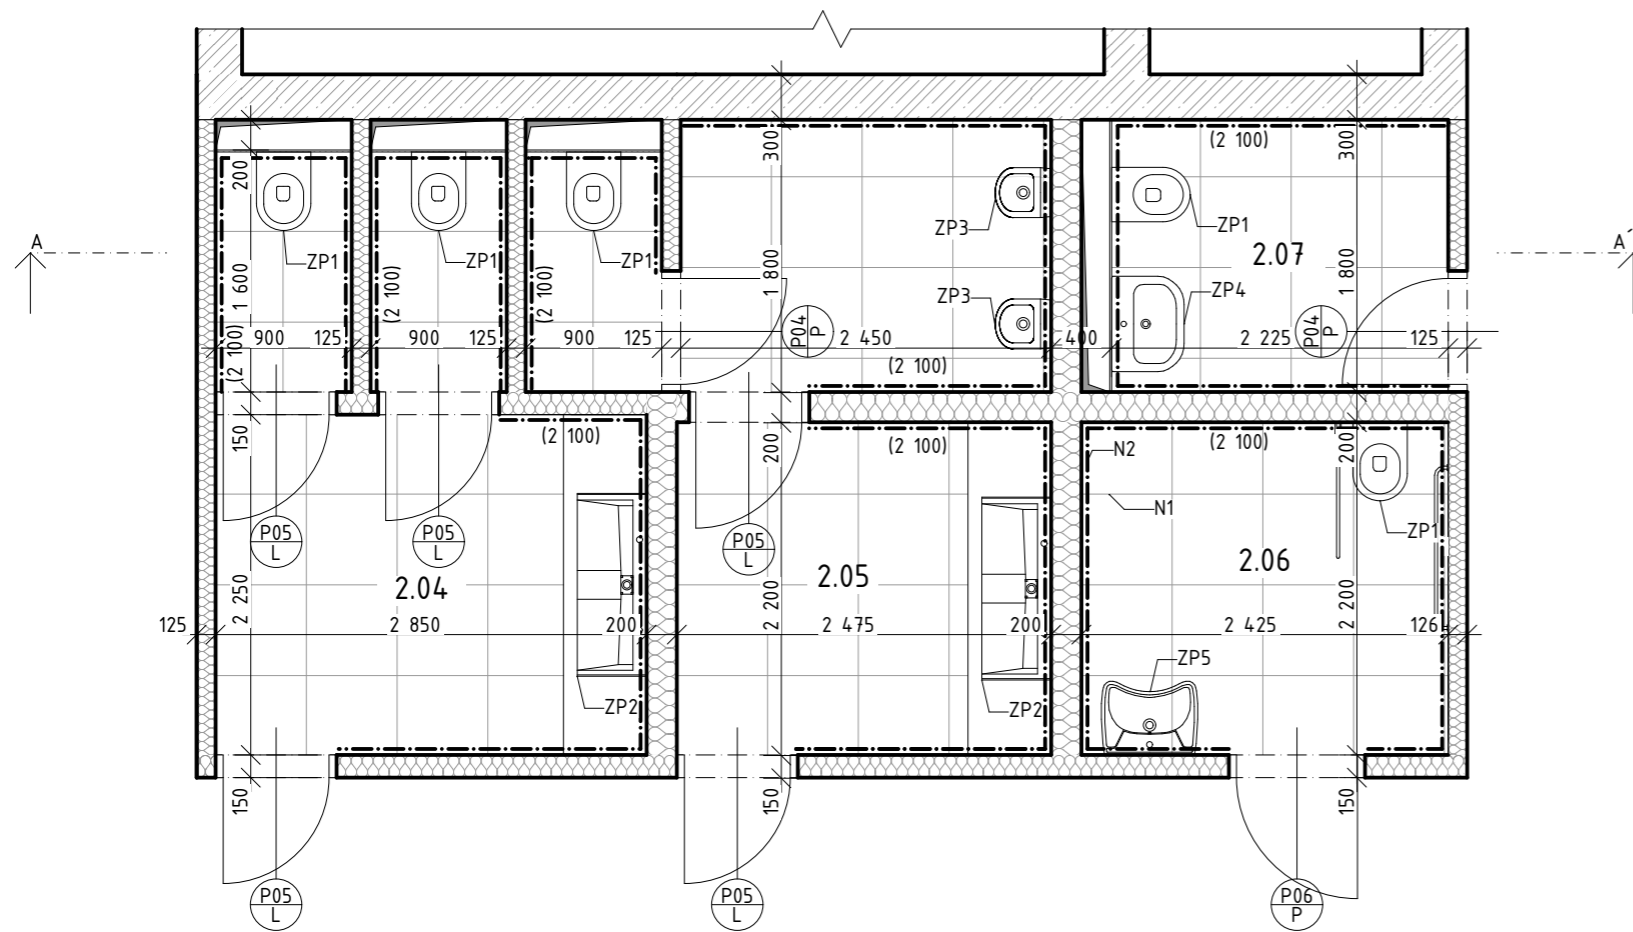 (2 100)
(2 100)
300
300
200
ZP3
ZP1
A
2.07
A´
ZP1
ZP1
ZP1
1 600
(2 100)
(2 100)
1 800
1 800
ZP3
ZP4
P04
P
P04
P
(2 100)
900
125
900
125
900
125
2 450
400
2 225
125
(2 100)
150
(2 100)
200
(2 100)
200
N2
N1
ZP1
P05
L
P05
L
P05
L
2.04
2.05
2.06
2 250
2 200
2 200
125
2 850
200
2 475
200
2 425
126
ZP5
ZP2
ZP2
150
150
150
P05
L
P05
L
P06
P